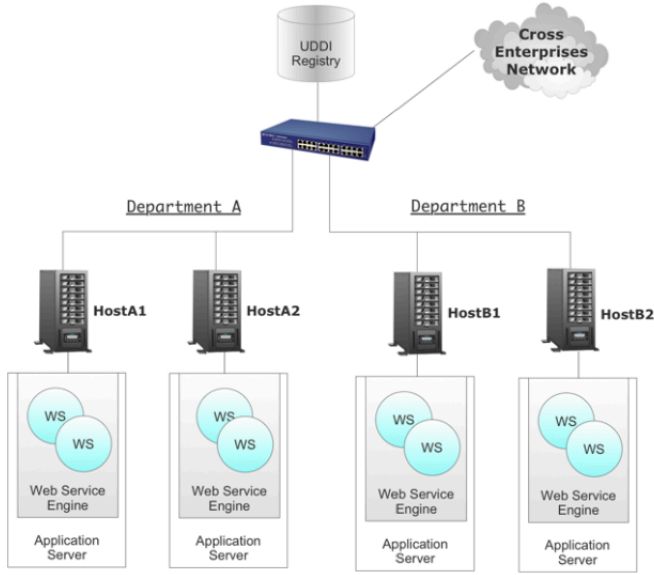 UDDI
Registry
Cross
Enterprises
Network
Department A
Department B
HostA1
HostA2
HostB1
HostB2
WS
WS
WS
WS
WS
WS
WS
WS
Web Service
Engine
Web Service
Engine
Web Service
Engine
Web Service
Engine
Application
Server
Application
Server
Application
Server
Application
Server